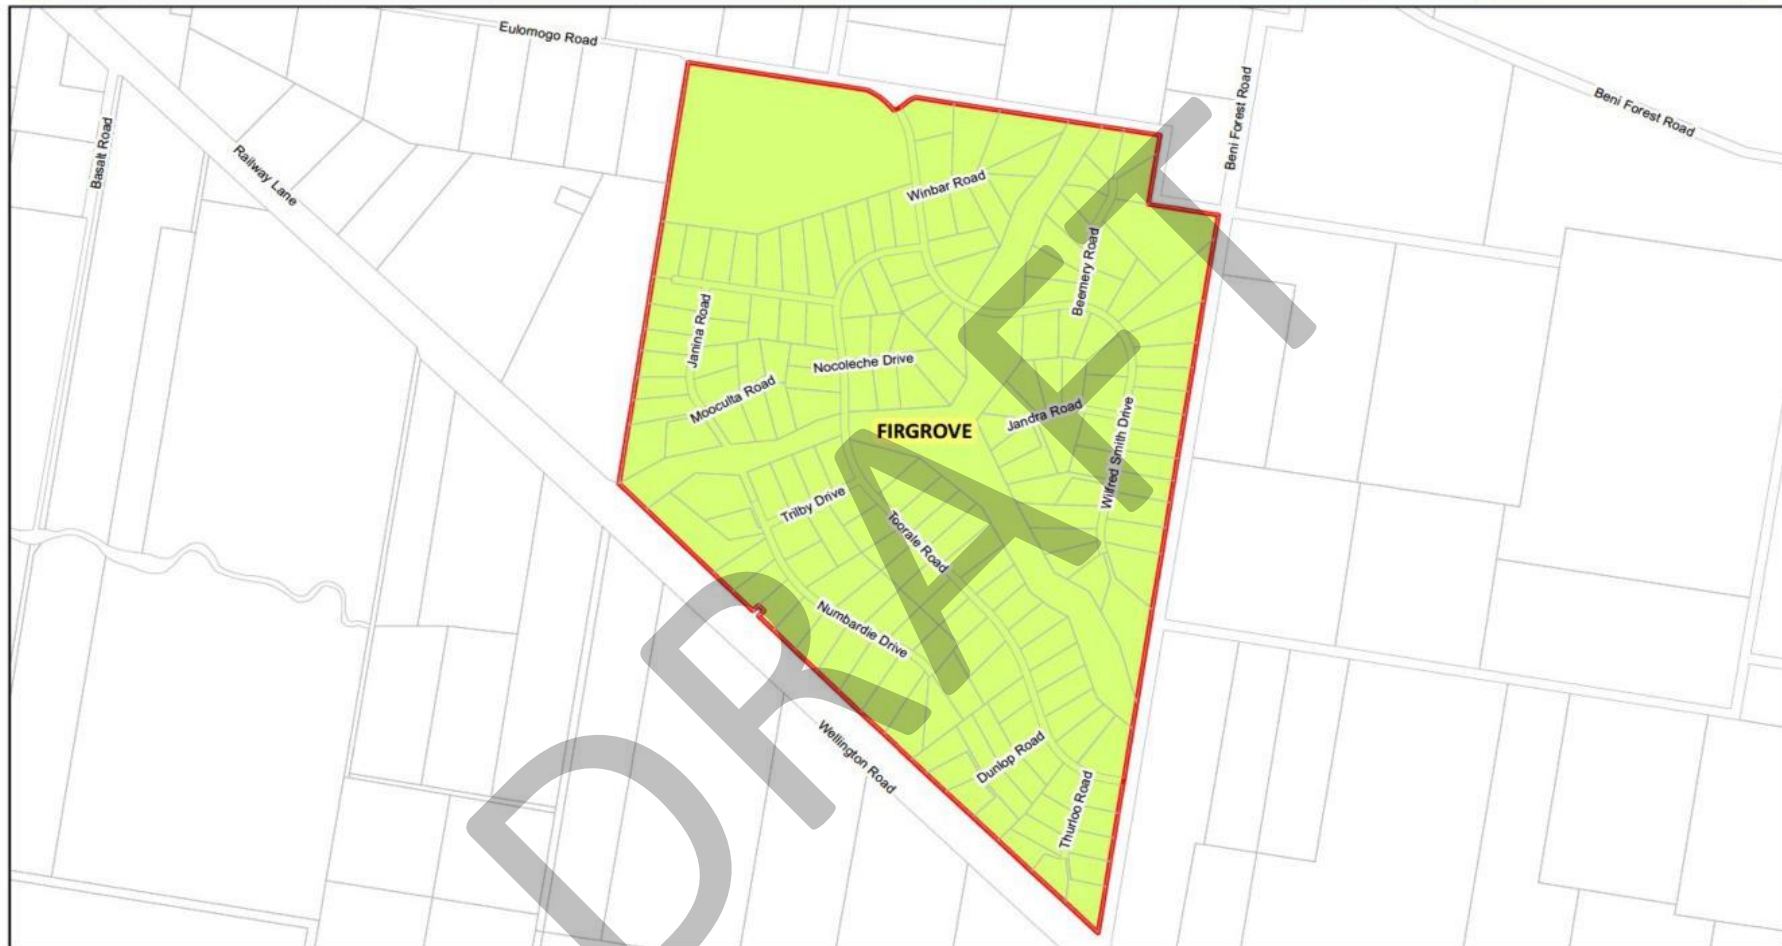 Eulomogo Road
Beni Forest Road
Beni Forest Road
Basalt Road
Railway Lane
Winbar Road
Beemery Road
Janina Road
Nocoleche Drive
Mooculta Road
Jandra Road
FIRGROVE
Wilfred Smith Drive
Trilby Drive
Toorale Road
Numbardie Drive
Wellington Road
Dunlop Road
Thurloo Road
DRAFT